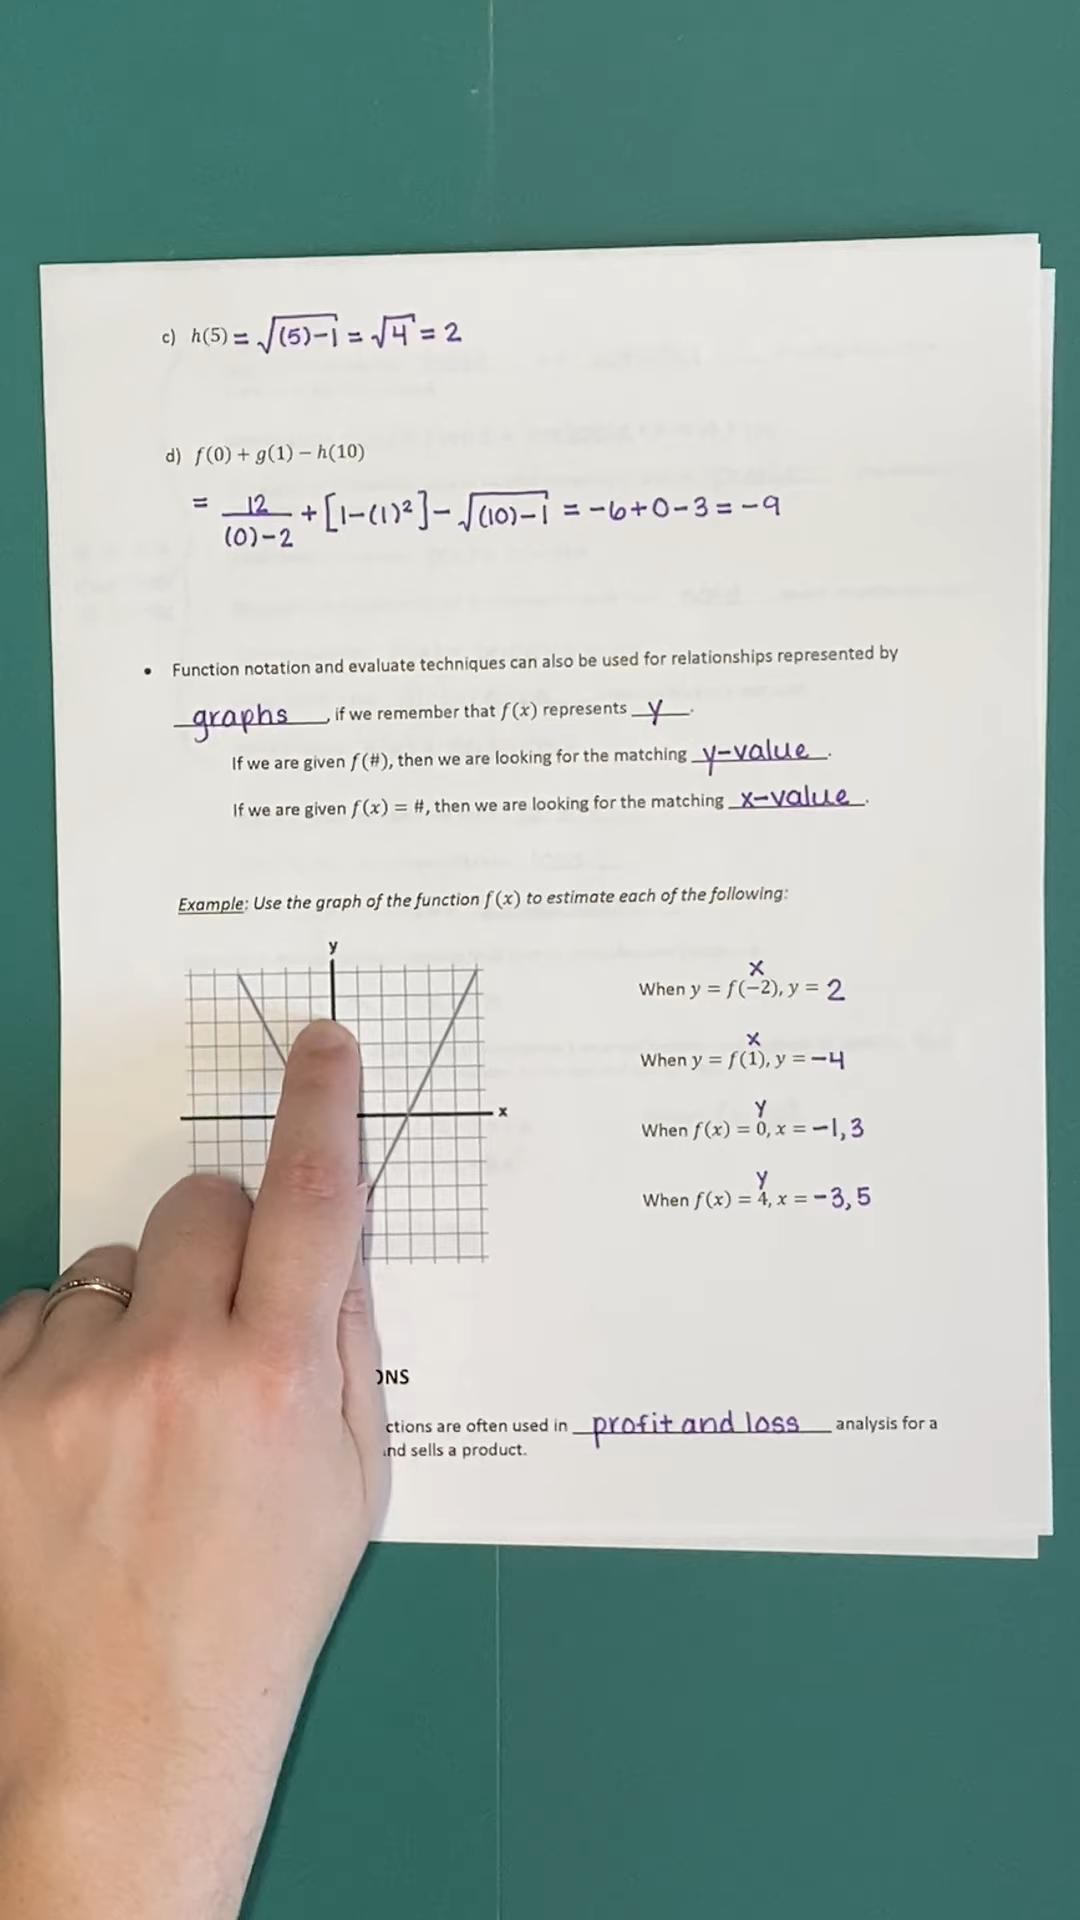 c) h(5) = √(5)-1 = √4 = 2
d) f(0) + g(1) − h(10)
= 12/(0)-2 + [1-(1)²] - √(10)-1 = -6+0-3 = -9
• Function notation and evaluate techniques can also be used for relationships represented by
graphs, if we remember that f(x) represents y.
If we are given f(#), then we are looking for the matching y-value.
If we are given f(x) = #, then we are looking for the matching x-value.
Example: Use the graph of the function f(x) to estimate each of the following:
y
x
x
When y = f(−2), y = 2
x
When y = f(1), y = -4
y
When f(x) = 0, x = -1, 3
y
When f(x) = 4, x = -3, 5
ONS
ctions are often used in profit and loss analysis for a
nd sells a product.